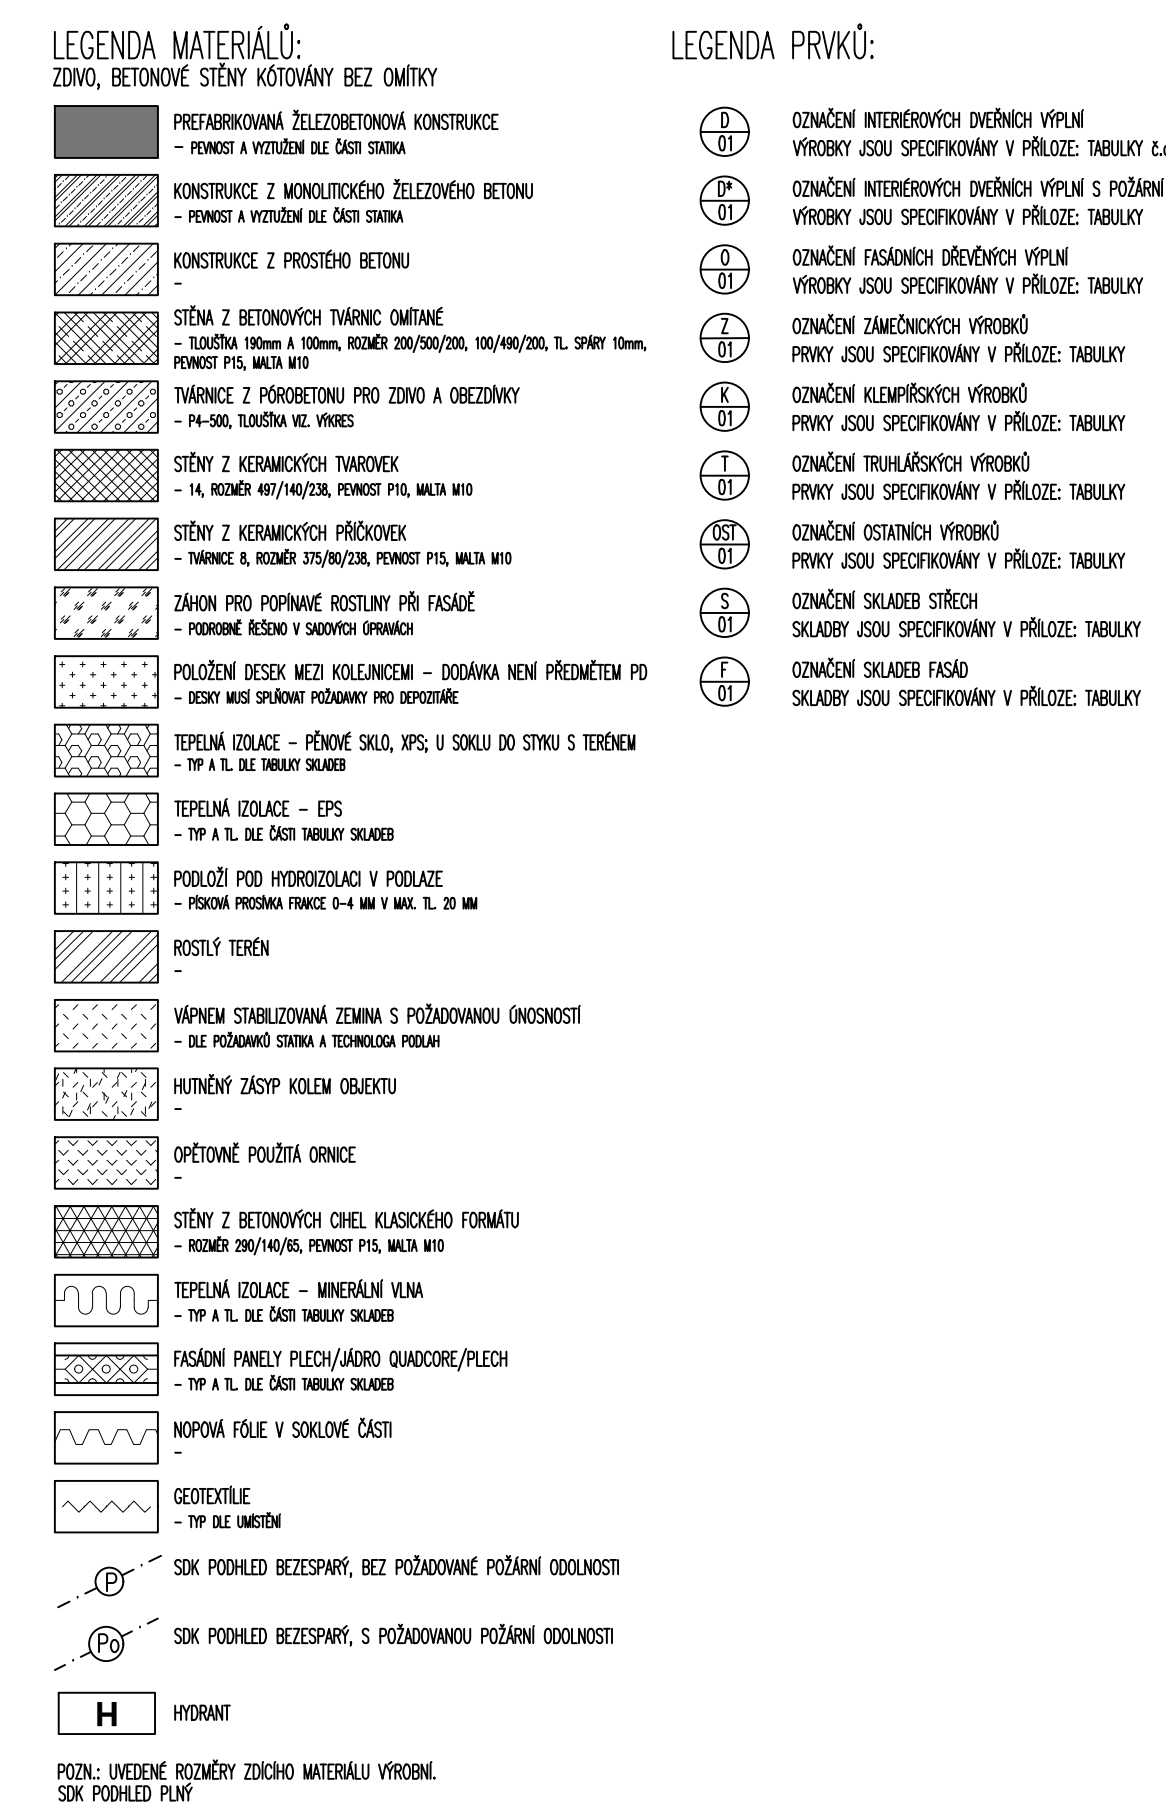 LEGENDA MATERIÁLŮ:
ZDIVO, BETONOVÉ STĚNY KÓTOVÁNY BEZ OMÍTKY
PREFABRIKOVANÁ ŽELEZOBETONOVÁ KONSTRUKCE
– PEVNOST A VYZTUŽENÍ DLE ČÁSTI STATIKA
KONSTRUKCE Z MONOLITICKÉHO ŽELEZOVÉHO BETONU
– PEVNOST A VYZTUŽENÍ DLE ČÁSTI STATIKA
KONSTRUKCE Z PROSTÉHO BETONU
–
STĚNA Z BETONOVÝCH TVÁRNIC OMÍTANÉ
– TLOUŠŤKA 190mm A 100mm, ROZMĚR 200/500/200, 100/490/200, TL. SPÁRY 10mm,
PEVNOST P15, MALTA M10
TVÁRNICE Z PÓROBETONU PRO ZDIVO A OBEZDÍVKY
– P4-500, TLOUŠŤKA VIZ. VÝKRES
STĚNY Z KERAMICKÝCH TVAROVEK
– 14, ROZMĚR 497/140/238, PEVNOST P10, MALTA M10
STĚNY Z KERAMICKÝCH PŘÍČKOVEK
– TVÁRNICE 8, ROZMĚR 375/80/238, PEVNOST P15, MALTA M10
ZÁHON PRO POPÍNAVÉ ROSTLINY PŘI FASÁDĚ
– PODROBNĚ ŘEŠENO V SADOVÝCH ÚPRAVÁCH
POLOŽENÍ DESEK MEZI KOLEJNICEMI – DODÁVKA NENÍ PŘEDMĚTEM PD
– DESKY MUSÍ SPLŇOVAT POŽADAVKY PRO DEPOZITÁŘE
TEPELNÁ IZOLACE – PĚNOVÉ SKLO, XPS; U SOKLU DO STYKU S TERÉNEM
– TYP A TL. DLE TABULKY SKLADEB
TEPELNÁ IZOLACE – EPS
– TYP A TL. DLE ČÁSTI TABULKY SKLADEB
PODLOŽÍ POD HYDROIZOLACI V PODLAZE
– PÍSKOVÁ PROSÍVKA FRAKCE 0-4 MM V MAX. TL. 20 MM
ROSTLÝ TERÉN
–
VÁPNEM STABILIZOVANÁ ZEMINA S POŽADOVANOU ÚNOSNOSTÍ
– DLE POŽADAVKŮ STATIKA A TECHNOLOGA PODLAH
HUTNĚNÝ ZÁSYP KOLEM OBJEKTU
–
OPĚTOVNĚ POUŽITÁ ORNICE
–
STĚNY Z BETONOVÝCH CIHEL KLASICKÉHO FORMÁTU
– ROZMĚR 290/140/65, PEVNOST P15, MALTA M10
TEPELNÁ IZOLACE – MINERÁLNÍ VLNA
– TYP A TL. DLE ČÁSTI TABULKY SKLADEB
FASÁDNÍ PANELY PLECH/JÁDRO QUADCORE/PLECH
– TYP A TL. DLE ČÁSTI TABULKY SKLADEB
NOPOVÁ FÓLIE V SOKLOVÉ ČÁSTI
–
GEOTEXTÍLIE
– TYP DLE UMÍSTĚNÍ
P SDK PODHLED BEZESPARÝ, BEZ POŽADOVANÉ POŽÁRNÍ ODOLNOSTI
Po SDK PODHLED BEZESPARÝ, S POŽADOVANOU POŽÁRNÍ ODOLNOSTI
H HYDRANT
POZN.: UVEDENÉ ROZMĚRY ZDÍCÍHO MATERIÁLU VÝROBNÍ.
SDK PODHLED PLNÝ
LEGENDA PRVKŮ:
D OZNAČENÍ INTERIÉROVÝCH DVEŘNÍCH VÝPLNÍ
01 VÝROBKY JSOU SPECIFIKOVÁNY V PŘÍLOZE: TABULKY č.
D* OZNAČENÍ INTERIÉROVÝCH DVEŘNÍCH VÝPLNÍ S POŽÁRNÍ
01 VÝROBKY JSOU SPECIFIKOVÁNY V PŘÍLOZE: TABULKY
O OZNAČENÍ FASÁDNÍCH DŘEVĚNÝCH VÝPLNÍ
01 VÝROBKY JSOU SPECIFIKOVÁNY V PŘÍLOZE: TABULKY
Z OZNAČENÍ ZÁMEČNICKÝCH VÝROBKŮ
01 PRVKY JSOU SPECIFIKOVÁNY V PŘÍLOZE: TABULKY
K OZNAČENÍ KLEMPÍŘSKÝCH VÝROBKŮ
01 PRVKY JSOU SPECIFIKOVÁNY V PŘÍLOZE: TABULKY
T OZNAČENÍ TRUHLÁŘSKÝCH VÝROBKŮ
01 PRVKY JSOU SPECIFIKOVÁNY V PŘÍLOZE: TABULKY
OST OZNAČENÍ OSTATNÍCH VÝROBKŮ
01 PRVKY JSOU SPECIFIKOVÁNY V PŘÍLOZE: TABULKY
S OZNAČENÍ SKLADEB STŘECH
01 SKLADBY JSOU SPECIFIKOVÁNY V PŘÍLOZE: TABULKY
F OZNAČENÍ SKLADEB FASÁD
01 SKLADBY JSOU SPECIFIKOVÁNY V PŘÍLOZE: TABULKY